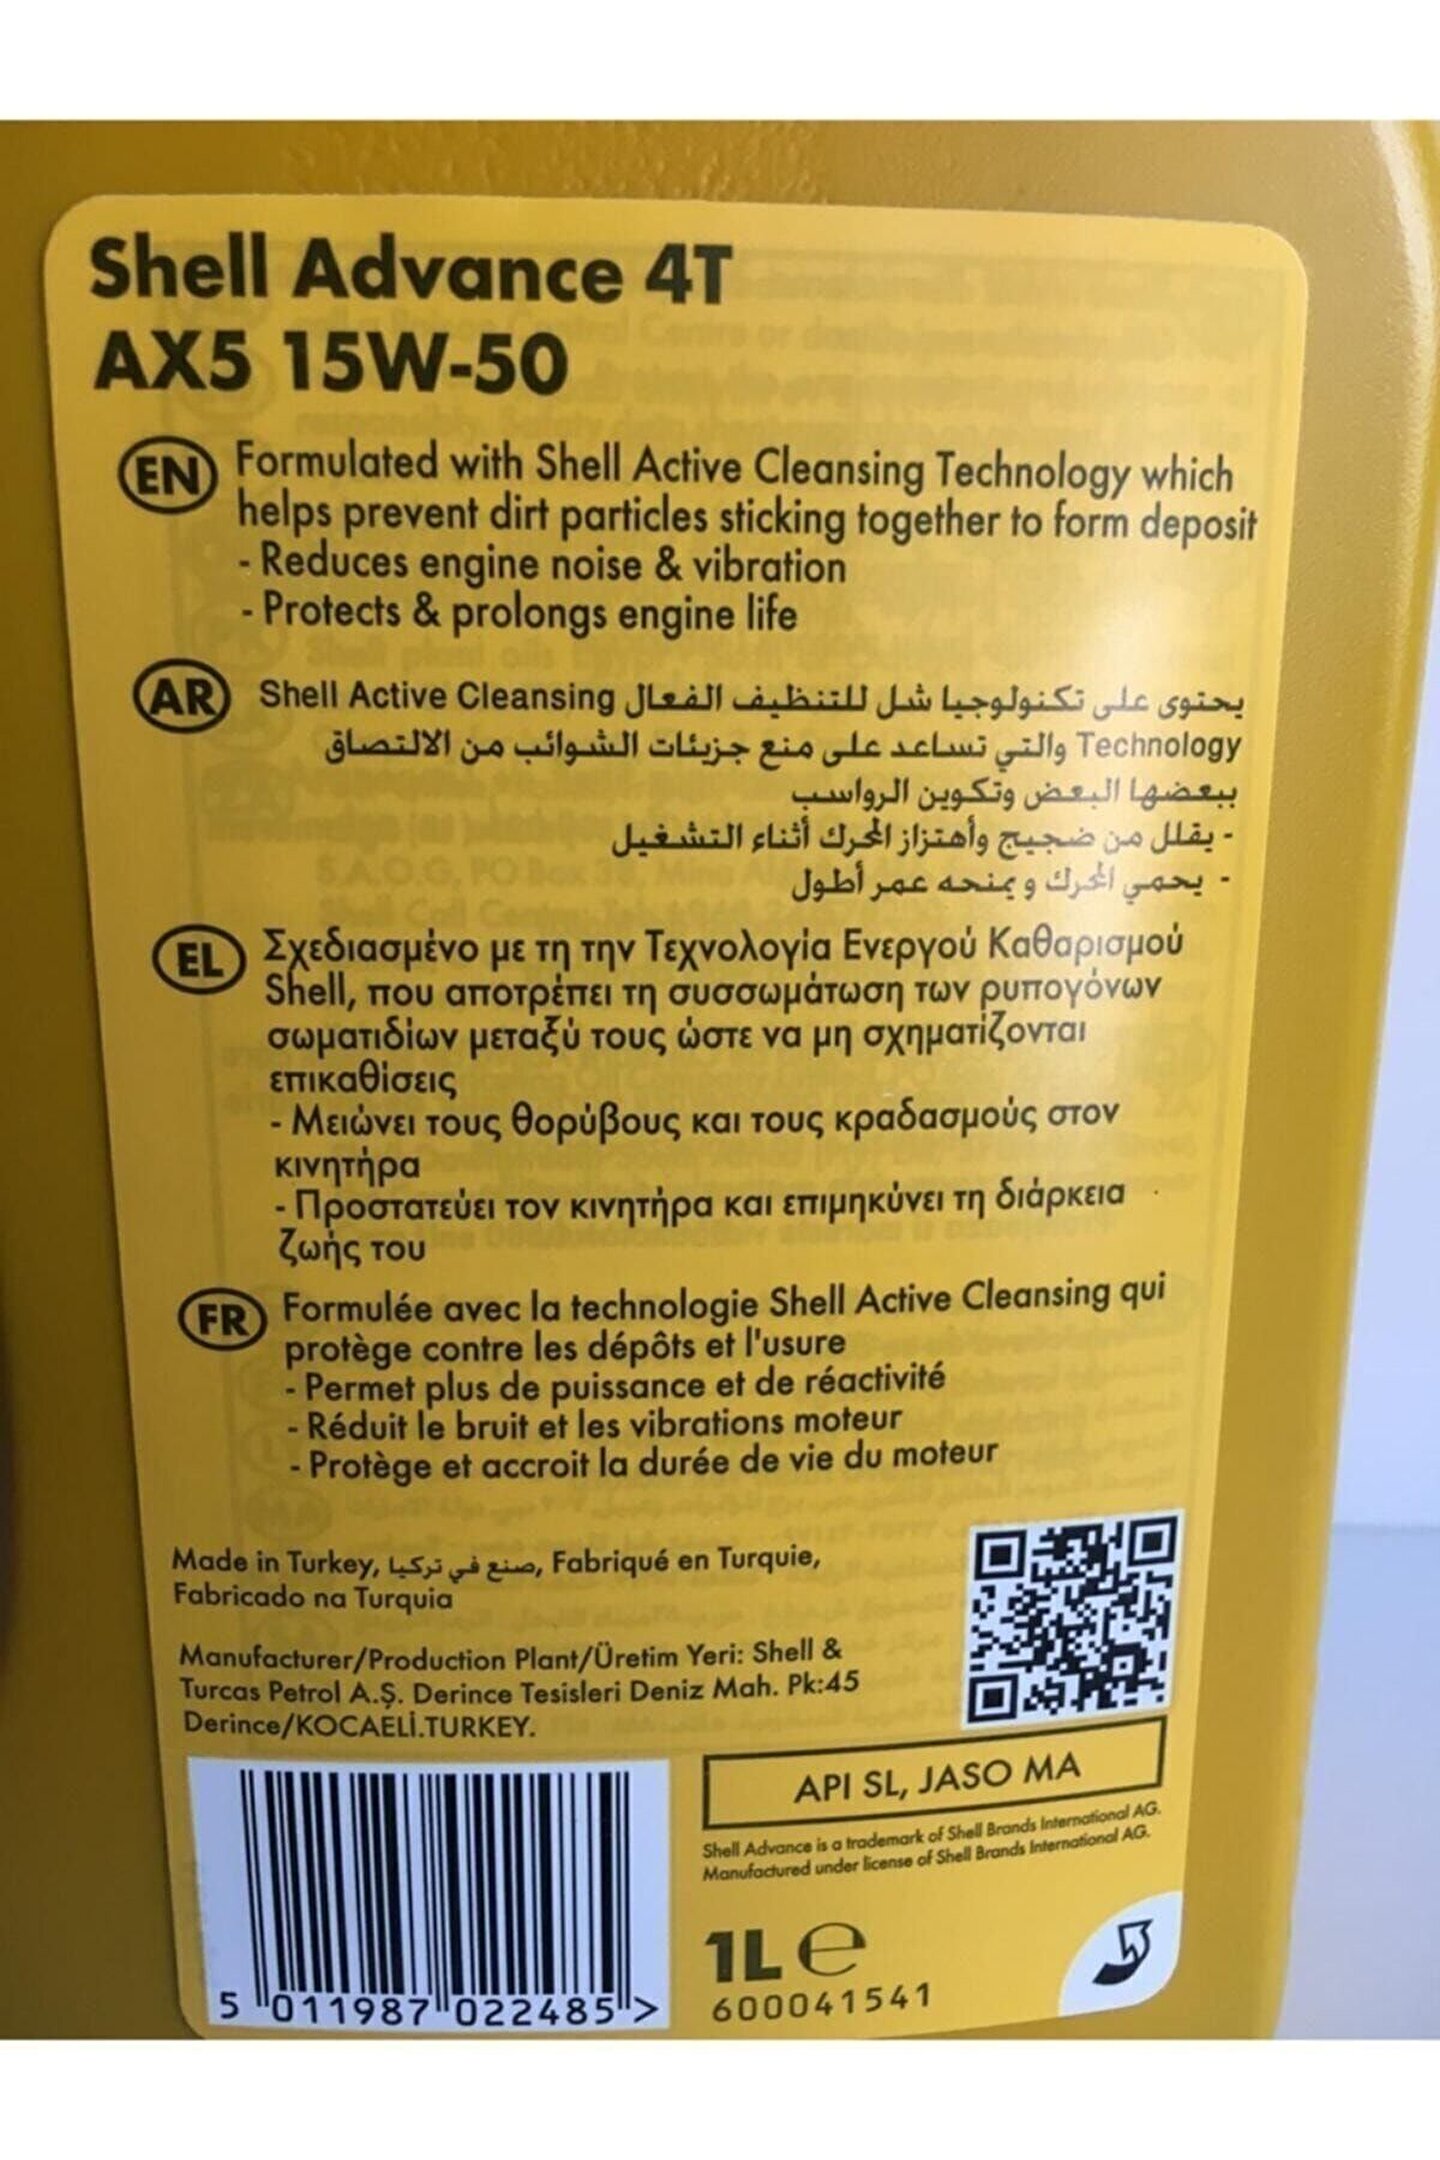 Shell Advance 4T
AX5 15W-50
EN Formulated with Shell Active Cleansing Technology which
helps prevent dirt particles sticking together to form deposit
- Reduces engine noise & vibration
- Protects & prolongs engine life
AR يحتوى على تكنولوجيا شل للتنظيف الفعال Shell Active Cleansing
Technology والتي تساعد على منع جزيئات الشوائب من الالتصاق
ببعضها البعض وتكوين الرواسب
- يقلل من ضجيج وأهتزاز المحرك أثناء التشغيل
- يحمي المحرك ويمنحه عمر أطول
EL Σχεδιασμένο με τη την Τεχνολογία Ενεργού Καθαρισμού
Shell, που αποτρέπει τη συσσωμάτωση των ρυπογόνων
σωματιδίων μεταξύ τους ώστε να μη σχηματίζονται
επικαθίσεις
- Μειώνει τους θορύβους και τους κραδασμούς στον
κινητήρα
- Προστατεύει τον κινητήρα και επιμηκύνει τη διάρκεια
ζωής του
FR Formulée avec la technologie Shell Active Cleansing qui
protège contre les dépôts et l'usure
- Permet plus de puissance et de réactivité
- Réduit le bruit et les vibrations moteur
- Protège et accroit la durée de vie du moteur
Made in Turkey, صنع في تركيا, Fabriqué en Turquie,
Fabricado na Turquia
Manufacturer/Production Plant/Üretim Yeri: Shell &
Turcas Petrol A.Ş. Derince Tesisleri Deniz Mah. Pk:45
Derince/KOCAELİ.TURKEY.
API SL, JASO MA
Shell Advance is a trademark of Shell Brands International AG.
Manufactured under license of Shell Brands International AG.
1L e
600041541
5 011987 022485 >